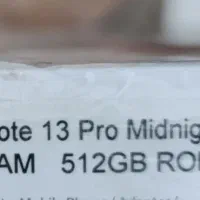 ote 13 Pro Midnig
AM 512GB RO